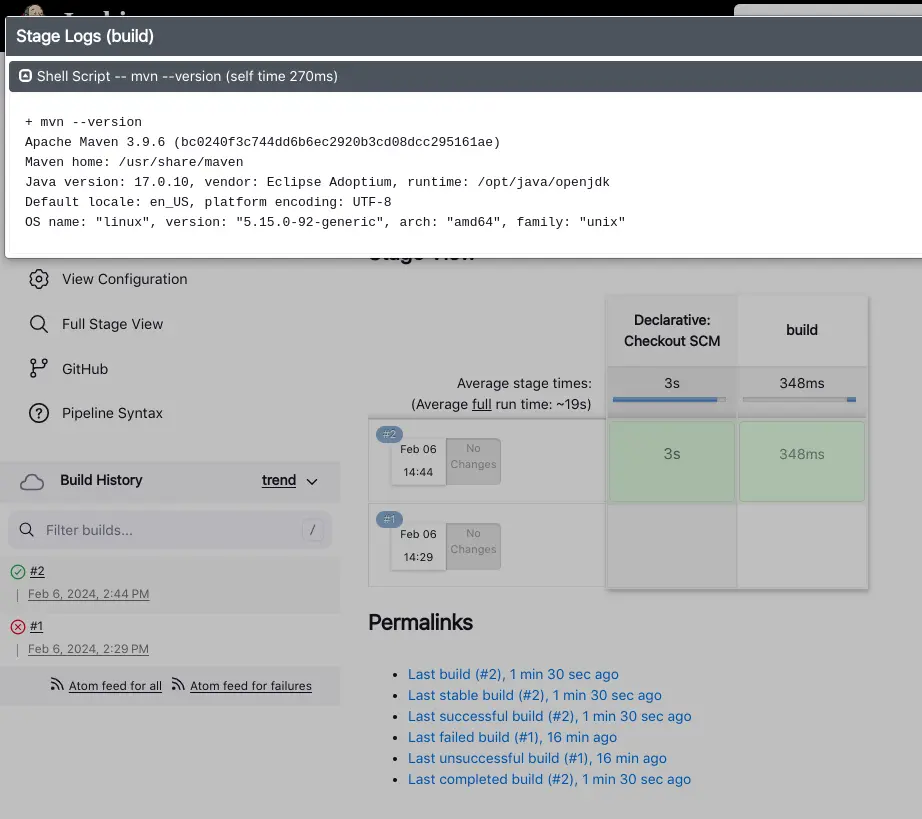 Stage Logs (build)
Shell Script -- mvn --version (self time 270ms)
+ mvn --version
Apache Maven 3.9.6 (bc0240f3c744dd6b6ec2920b3cd08dcc295161ae)
Maven home: /usr/share/maven
Java version: 17.0.10, vendor: Eclipse Adoptium, runtime: /opt/java/openjdk
Default locale: en_US, platform encoding: UTF-8
OS name: "linux", version: "5.15.0-92-generic", arch: "amd64", family: "unix"
View Configuration
Full Stage View
GitHub
Pipeline Syntax
Build History
trend
Filter builds...
/
#2
Feb 6, 2024, 2:44 PM
#1
Feb 6, 2024, 2:29 PM
Atom feed for all
Atom feed for failures
Stage View
Declarative:
Checkout SCM
build
Average stage times:
(Average full run time: ~19s)
3s
348ms
#2
Feb 06
14:44
No
Changes
3s
348ms
#1
Feb 06
14:29
No
Changes
Permalinks
Last build (#2), 1 min 30 sec ago
Last stable build (#2), 1 min 30 sec ago
Last successful build (#2), 1 min 30 sec ago
Last failed build (#1), 16 min ago
Last unsuccessful build (#1), 16 min ago
Last completed build (#2), 1 min 30 sec ago